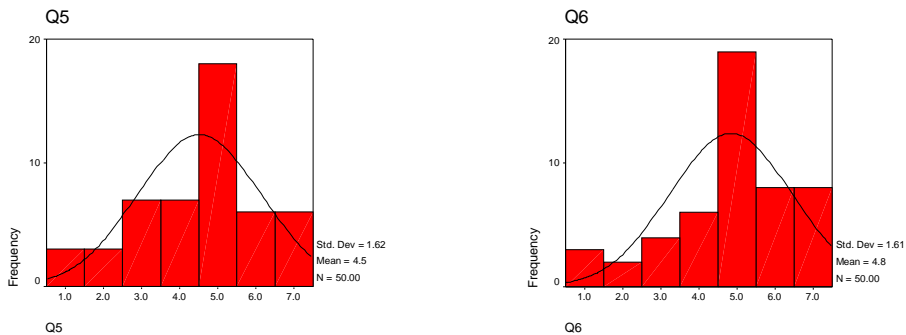 Q5
20
10
0
Frequency
1.0 2.0 3.0 4.0 5.0 6.0 7.0
Std. Dev = 1.62
Mean = 4.5
N = 50.00
Q5
Q6
20
10
0
Frequency
1.0 2.0 3.0 4.0 5.0 6.0 7.0
Std. Dev = 1.61
Mean = 4.8
N = 50.00
Q6